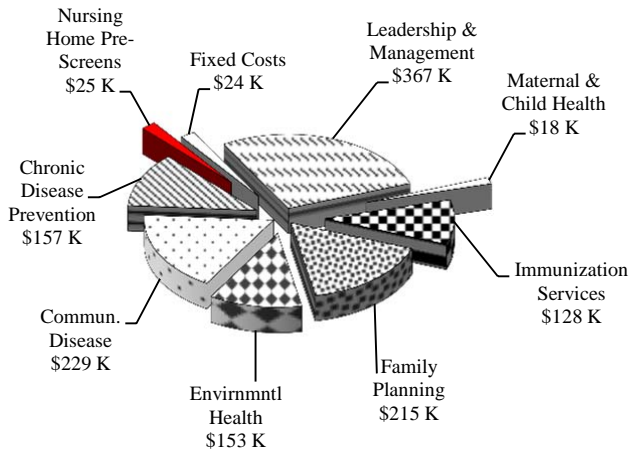 Nursing
Home Pre-
Screens
$25 K
Fixed Costs
$24 K
Leadership &
Management
$367 K
Maternal &
Child Health
$18 K
Immunization
Services
$128 K
Family
Planning
$215 K
Envirnmntl
Health
$153 K
Commun.
Disease
$229 K
Chronic
Disease
Prevention
$157 K